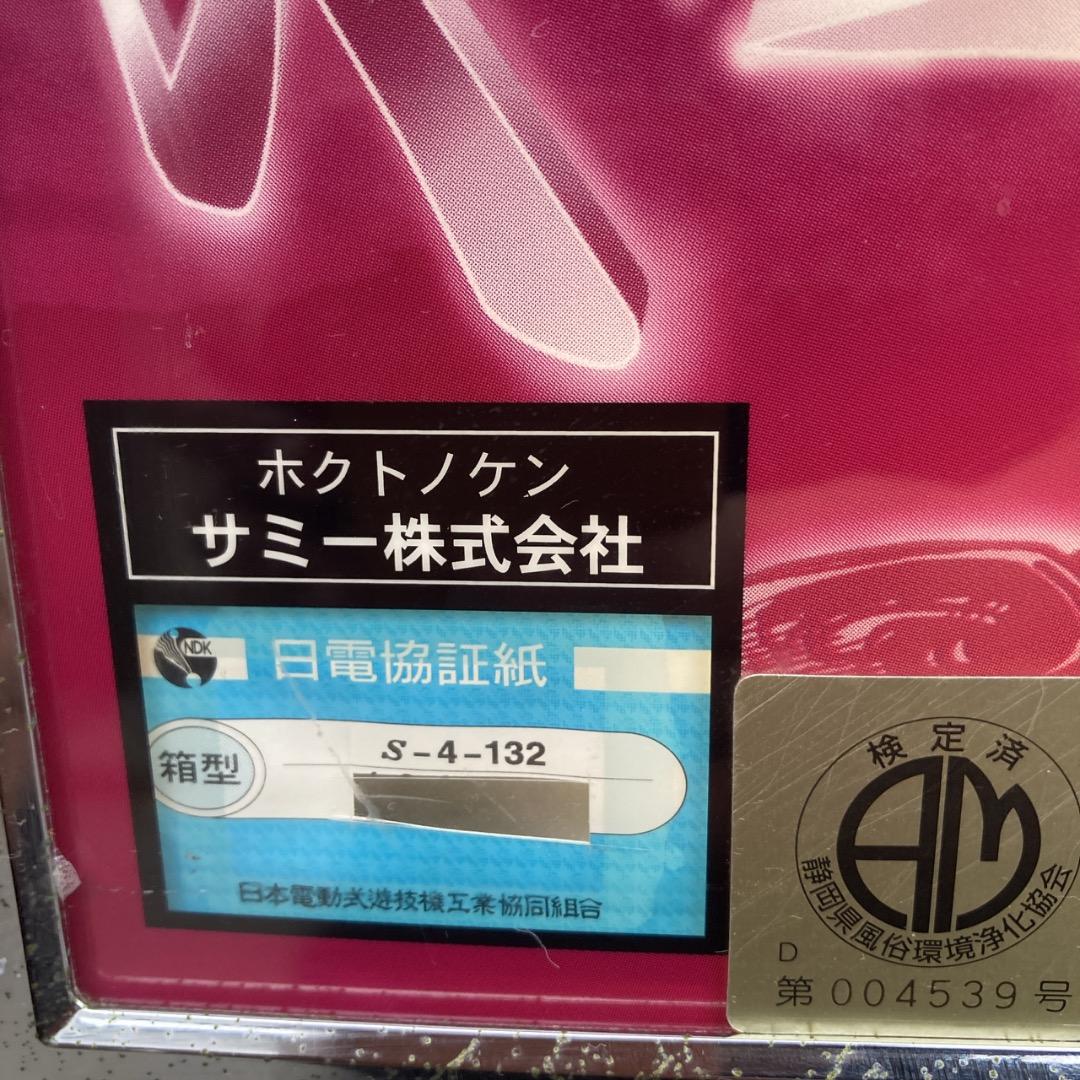 ホクトノケン
サミー株式会社
NDK
日電協証紙
箱型
S-4-132
日本電動式遊技機工業協同組合
検定済
AM
静岡県風俗環境浄化協会
D
第004539号